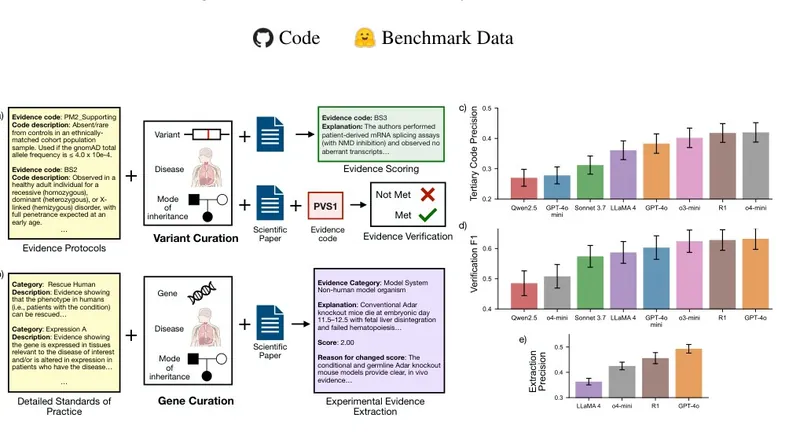 Code
Benchmark Data
Evidence code: PM2_Supporting
Code description: Absent/rare
from controls in an ethnically-
matched cohort population
sample. Used if the gnomAD total
allele frequency is ≤ 4.0 x 10e-4.
Evidence code: BS2
Code description: Observed in a
healthy adult individual for a
recessive (homozygous),
dominant (heterozygous), or X-
linked (hemizygous) disorder, with
full penetrance expected at an
early age.
…
Evidence Protocols
+
Variant
Disease
Mode
of
inheritance
Variant Curation
+
Evidence code: BS3
Explanation: The authors performed
patient-derived mRNA splicing assays
(with NMD inhibition) and observed no
aberrant transcripts…
Evidence Scoring
+
Scientific
Paper
+
PVS1
Evidence
code
Not Met
Met
Evidence Verification
Category: Rescue Human
Description: Evidence showing
that the phenotype in humans
(i.e., patients with the condition)
can be rescued…
Category: Expression A
Description: Evidence showing
the gene is expressed in tissues
relevant to the disease of interest
and/or is altered in expression in
patients who have the disease…
…
Detailed Standards of
Practice
+
Gene
Disease
Mode
of
inheritance
Gene Curation
+
Scientific
Paper
Evidence Category: Model System
Non-human model organism
Explanation: Conventional Adar
knockout mice die at embryonic day
11.5–12.5 with fetal liver disintegration
and failed hematopoiesis…
Score: 2.00
Reason for changed score: The
conditional and germline Adar knockout
mouse models provide clear, in vivo
evidence…
Experimental Evidence
Extraction
c)
Tertiary Code Precision
0.5
0.4
0.3
0.2
Qwen2.5 GPT-4o mini Sonnet 3.7 LLaMA 4 GPT-4o o3-mini R1 o4-mini
d)
Verification F1
0.6
0.5
0.4
Qwen2.5 o4-mini Sonnet 3.7 LLaMA 4 GPT-4o mini o3-mini R1 GPT-4o
e)
Extraction
Precision
0.5
0.4
0.3
LLaMA 4 o4-mini R1 GPT-4o